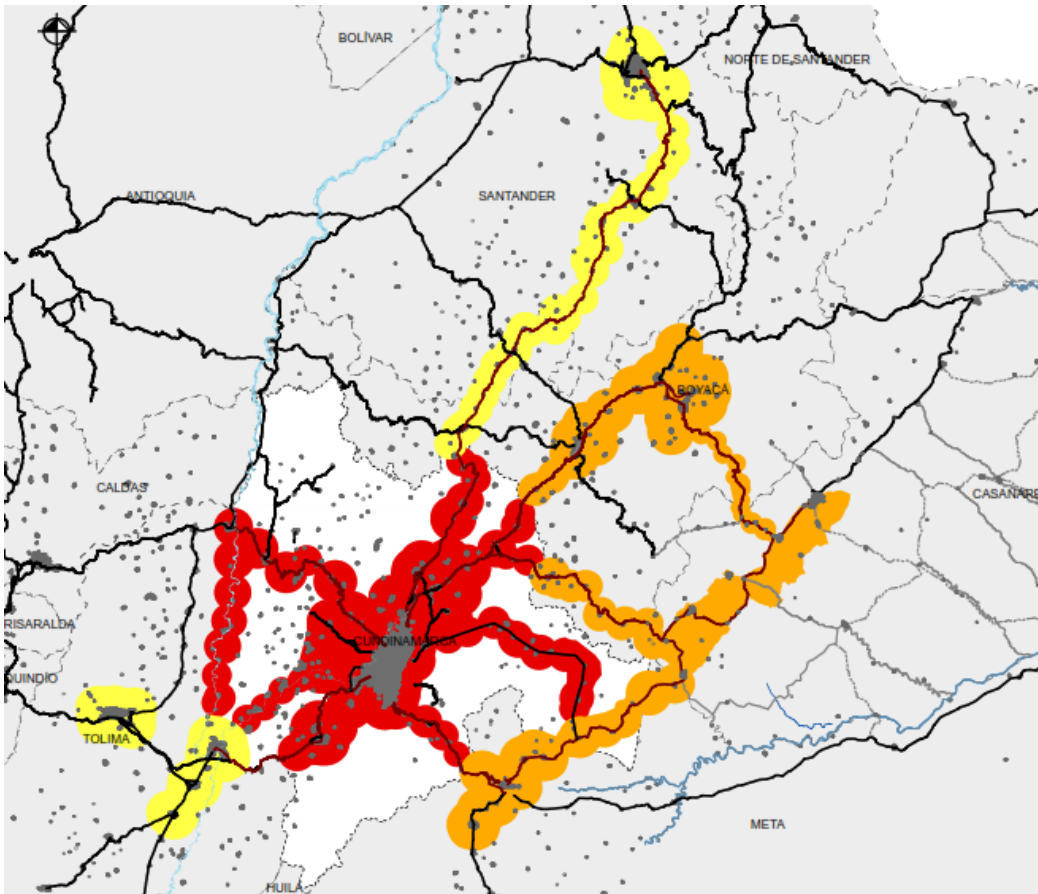 BOLÍVAR
NORTE DE SANTANDER
ANTIOQUIA
SANTANDER
BOYACÁ
CALDAS
CASANARE
RISARALDA
CUNDINAMARCA
QUINDÍO
TOLIMA
META
HUILA